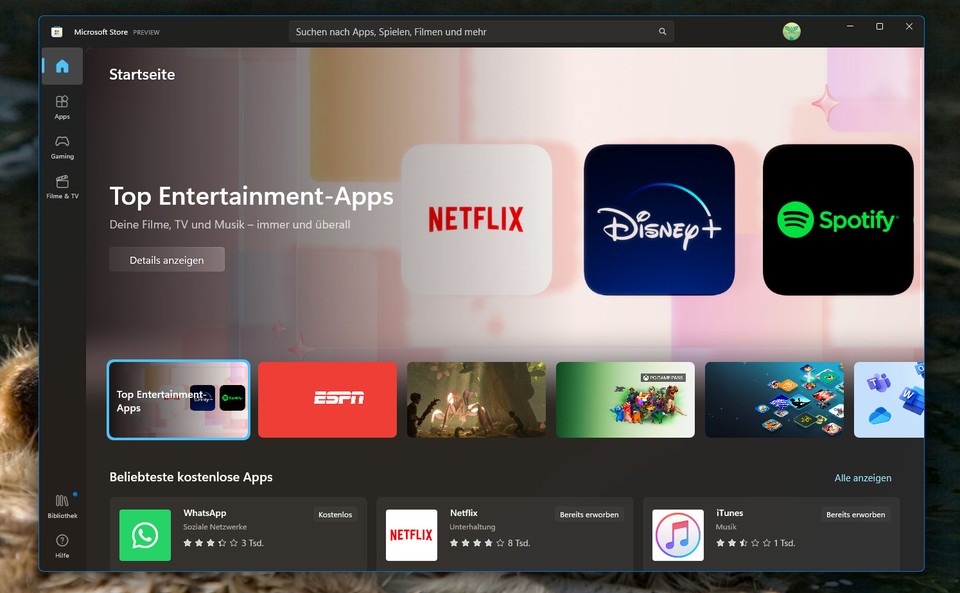 Microsoft Store PREVIEW
Suchen nach Apps, Spielen, Filmen und mehr
Startseite
Apps
Gaming
Filme & TV
Top Entertainment-Apps
Deine Filme, TV und Musik – immer und überall
Details anzeigen
NETFLIX
Disney+
Spotify
Top Entertainment-
Apps
Disney+
Spotify
ESPN
PC GAME PASS
Beliebteste kostenlose Apps
Alle anzeigen
WhatsApp
Kostenlos
Soziale Netzwerke
3 Tsd.
NETFLIX
Netflix
Bereits erworben
Unterhaltung
8 Tsd.
iTunes
Bereits erworben
Musik
1 Tsd.
Bibliothek
Hilfe